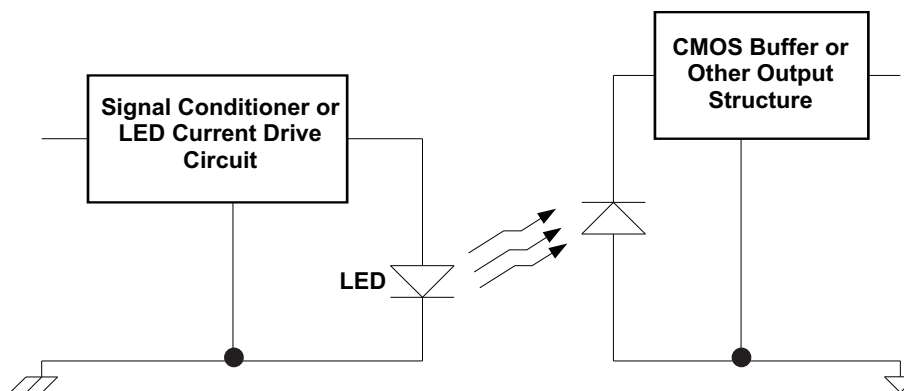 Signal Conditioner or
LED Current Drive
Circuit
CMOS Buffer or
Other Output
Structure
LED